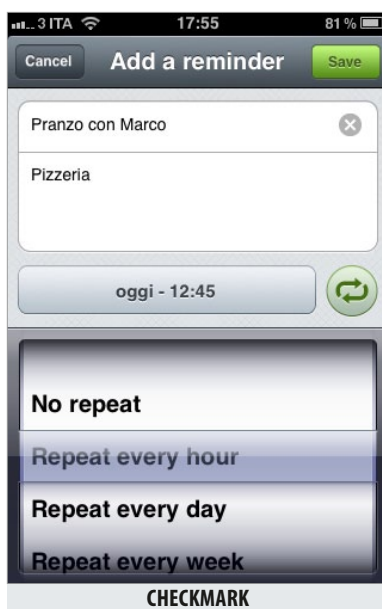 3 ITA 17:55 81 %
Cancel Add a reminder Save
Pranzo con Marco
Pizzeria
oggi - 12:45
No repeat
Repeat every hour
Repeat every day
Repeat every week
CHECKMARK